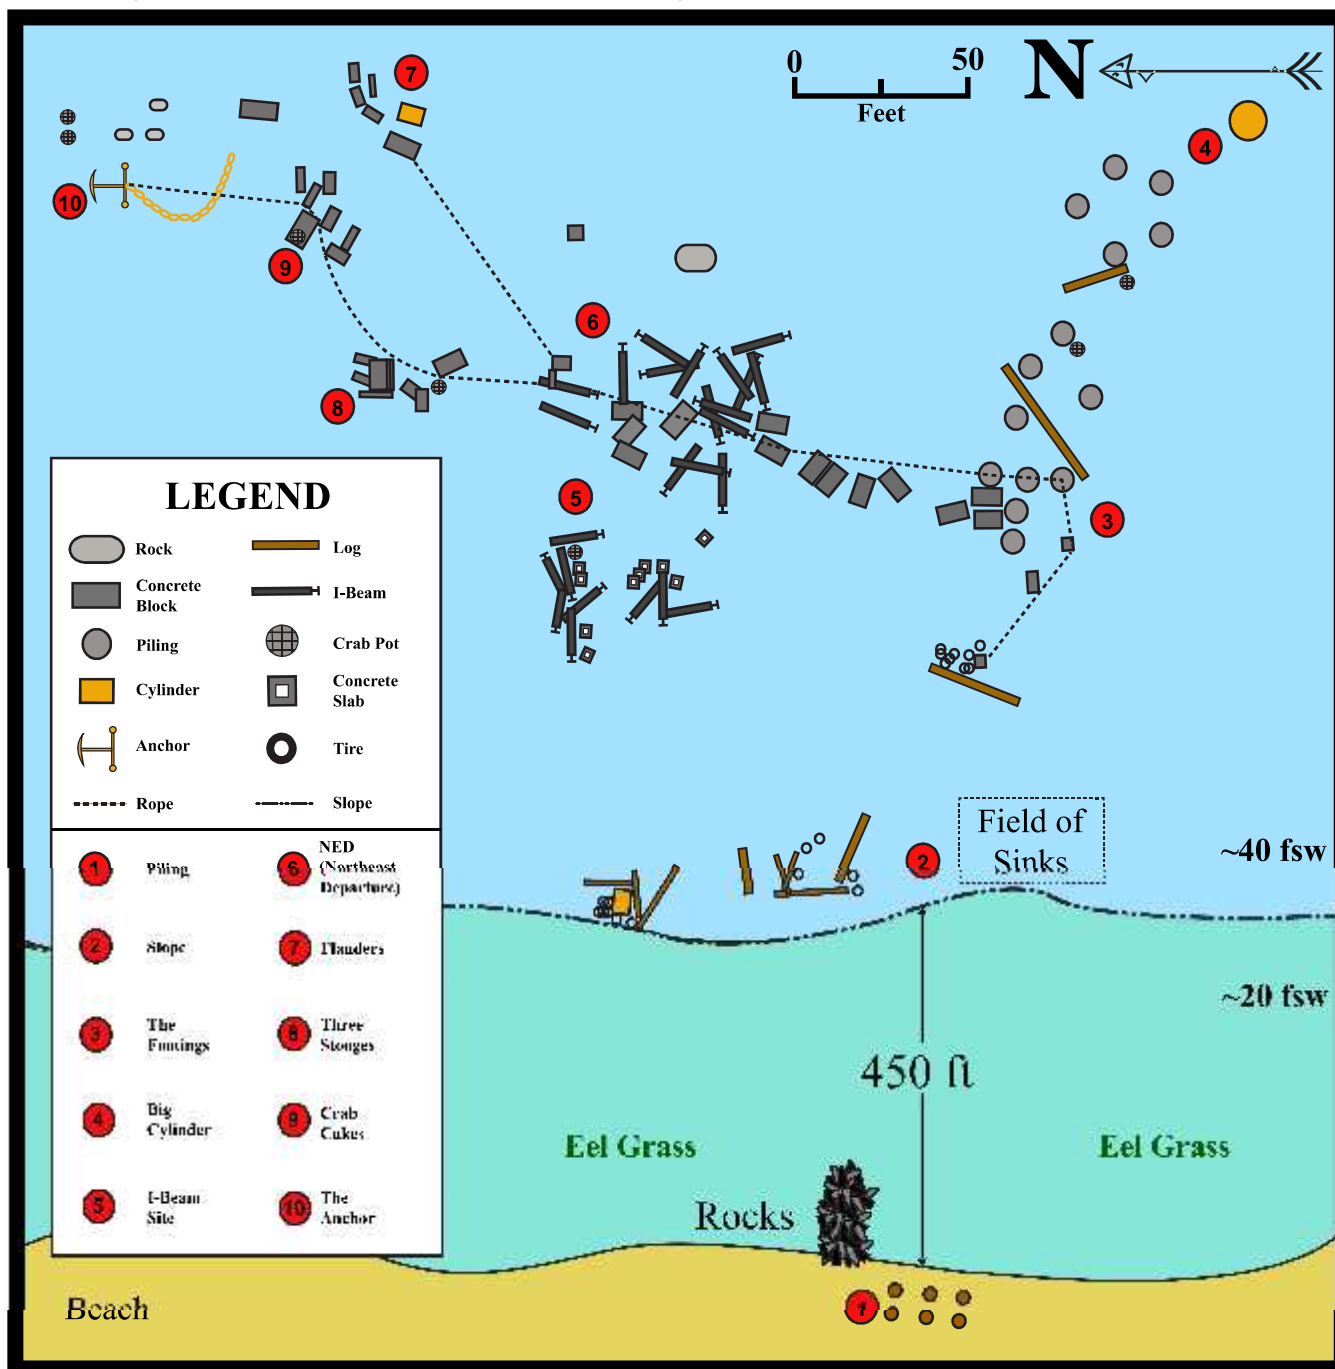 7
0
50
N
Feet
4
10
9
6
8
LEGEND
Rock
Log
Concrete
Block
I-Beam
Piling
Crab Pot
Cylinder
Concrete
Slab
Anchor
Tire
Rope
Slope
5
3
1
Piling
6
NED
(Northeast
Departure)
2
Slope
7
Flanders
3
The
Footings
8
Three
Stooges
4
Big
Cylinder
9
Crab
Cakes
5
I-Beam
Site
10
The
Anchor
2
Field of
Sinks
~40 fsw
~20 fsw
450 ft
Eel Grass
Eel Grass
Rocks
Beach
1